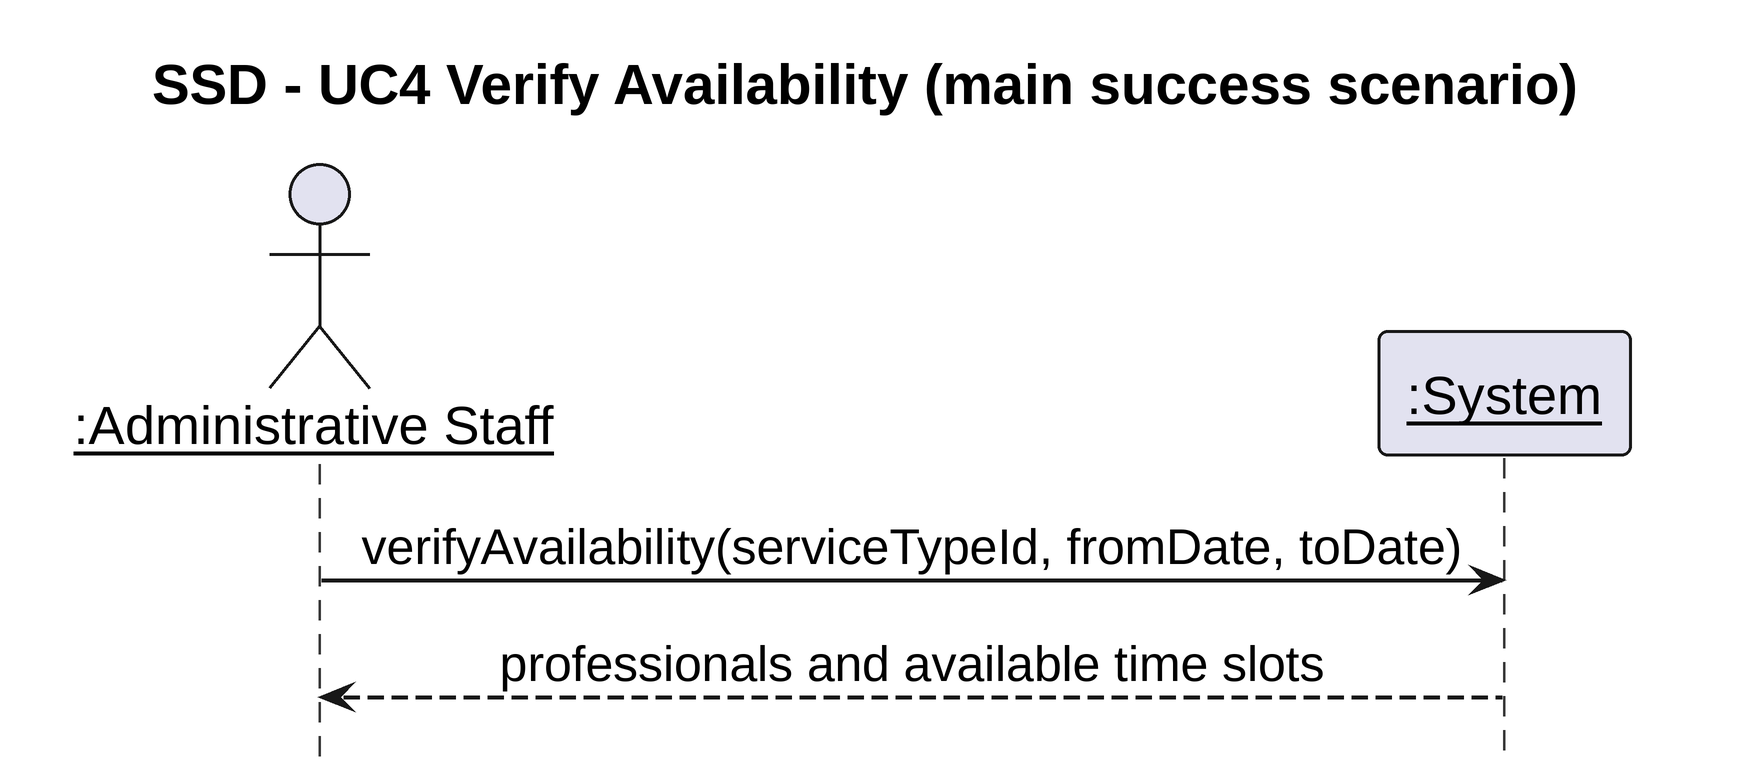 SSD - UC4 Verify Availability (main success scenario)
:Administrative Staff
:System
verifyAvailability(serviceTypeId, fromDate, toDate)
professionals and available time slots